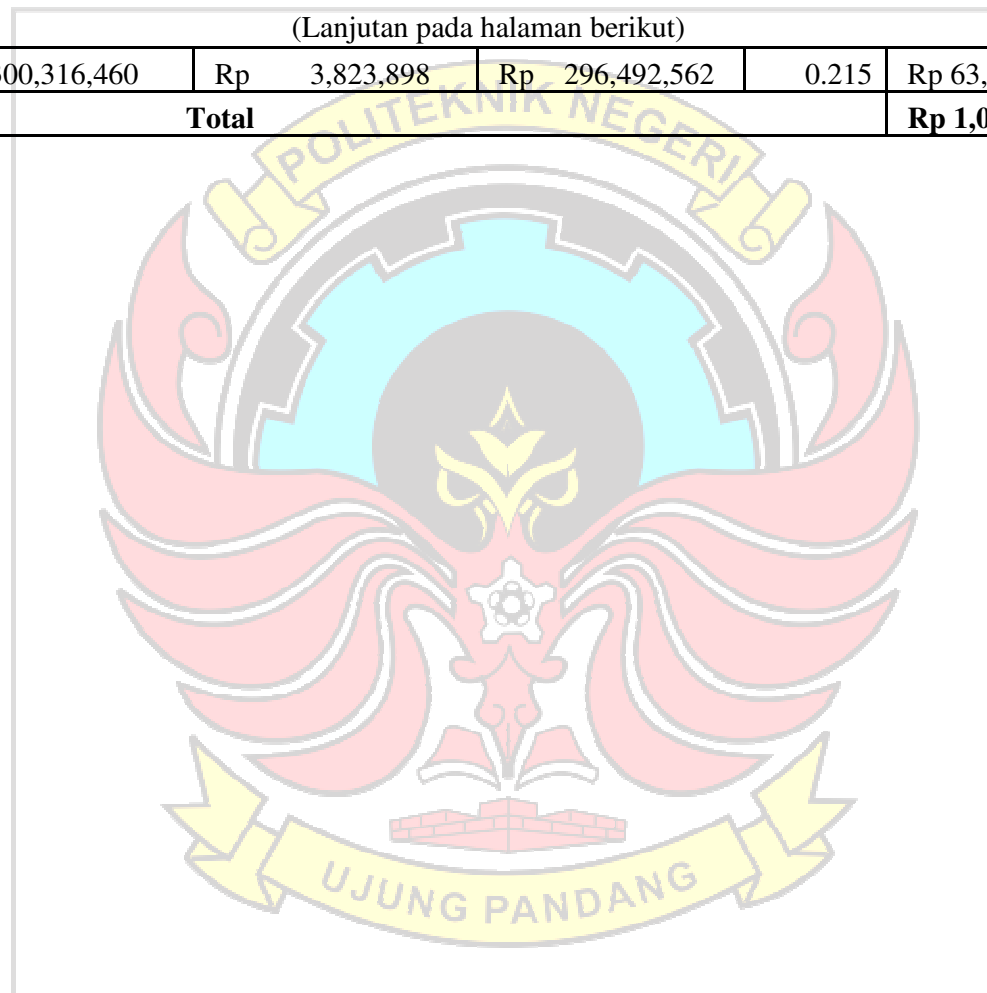 (Lanjutan pada halaman berikut)
00,316,460 Rp 3,823,898 Rp 296,492,562 0.215 Rp 63,
Total Rp 1,0
POLITEKNIK NEGERI
UJUNG PANDANG